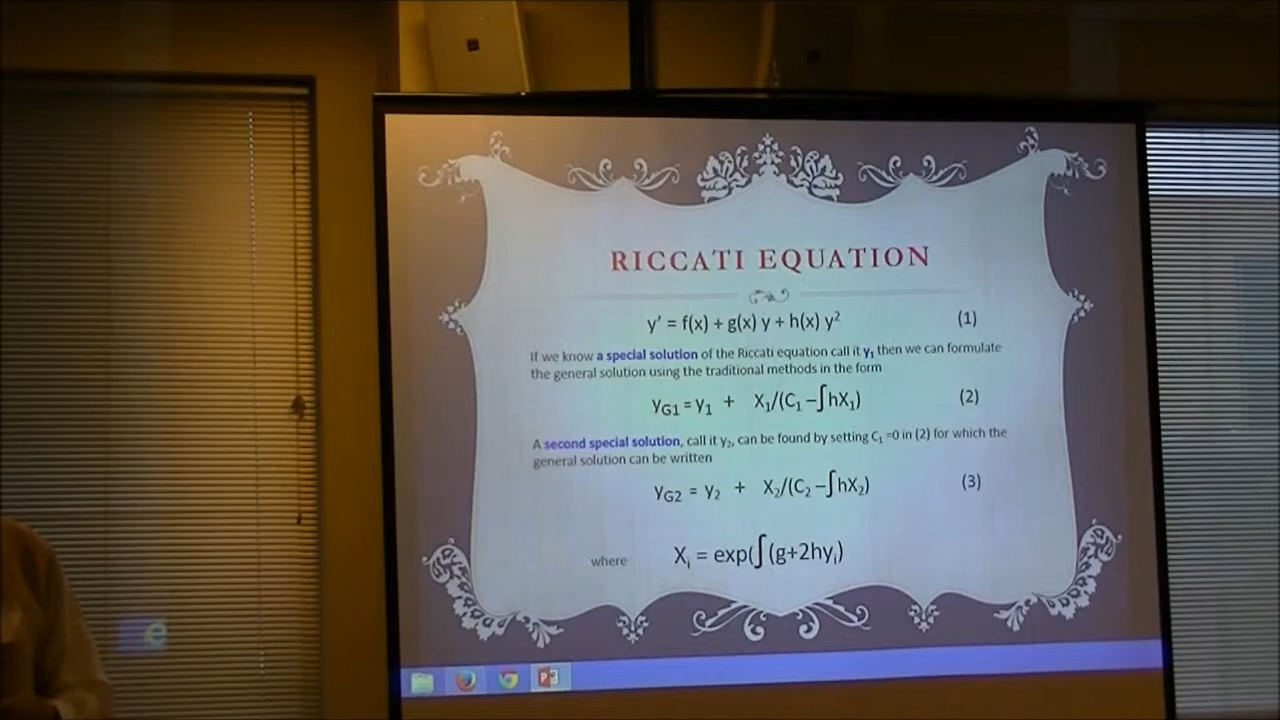 RICCATI EQUATION
y' = f(x) + g(x) y + h(x) y² (1)
If we know a special solution of the Riccati equation call it y₁ then we can formulate
the general solution using the traditional methods in the form
y_G1 = y₁ + X₁/(C₁ –∫hX₁) (2)
A second special solution, call it y₂, can be found by setting C₁ =0 in (2) for which the
general solution can be written
y_G2 = y₂ + X₂/(C₂ –∫hX₂) (3)
where X_i = exp(∫(g+2hy_i)